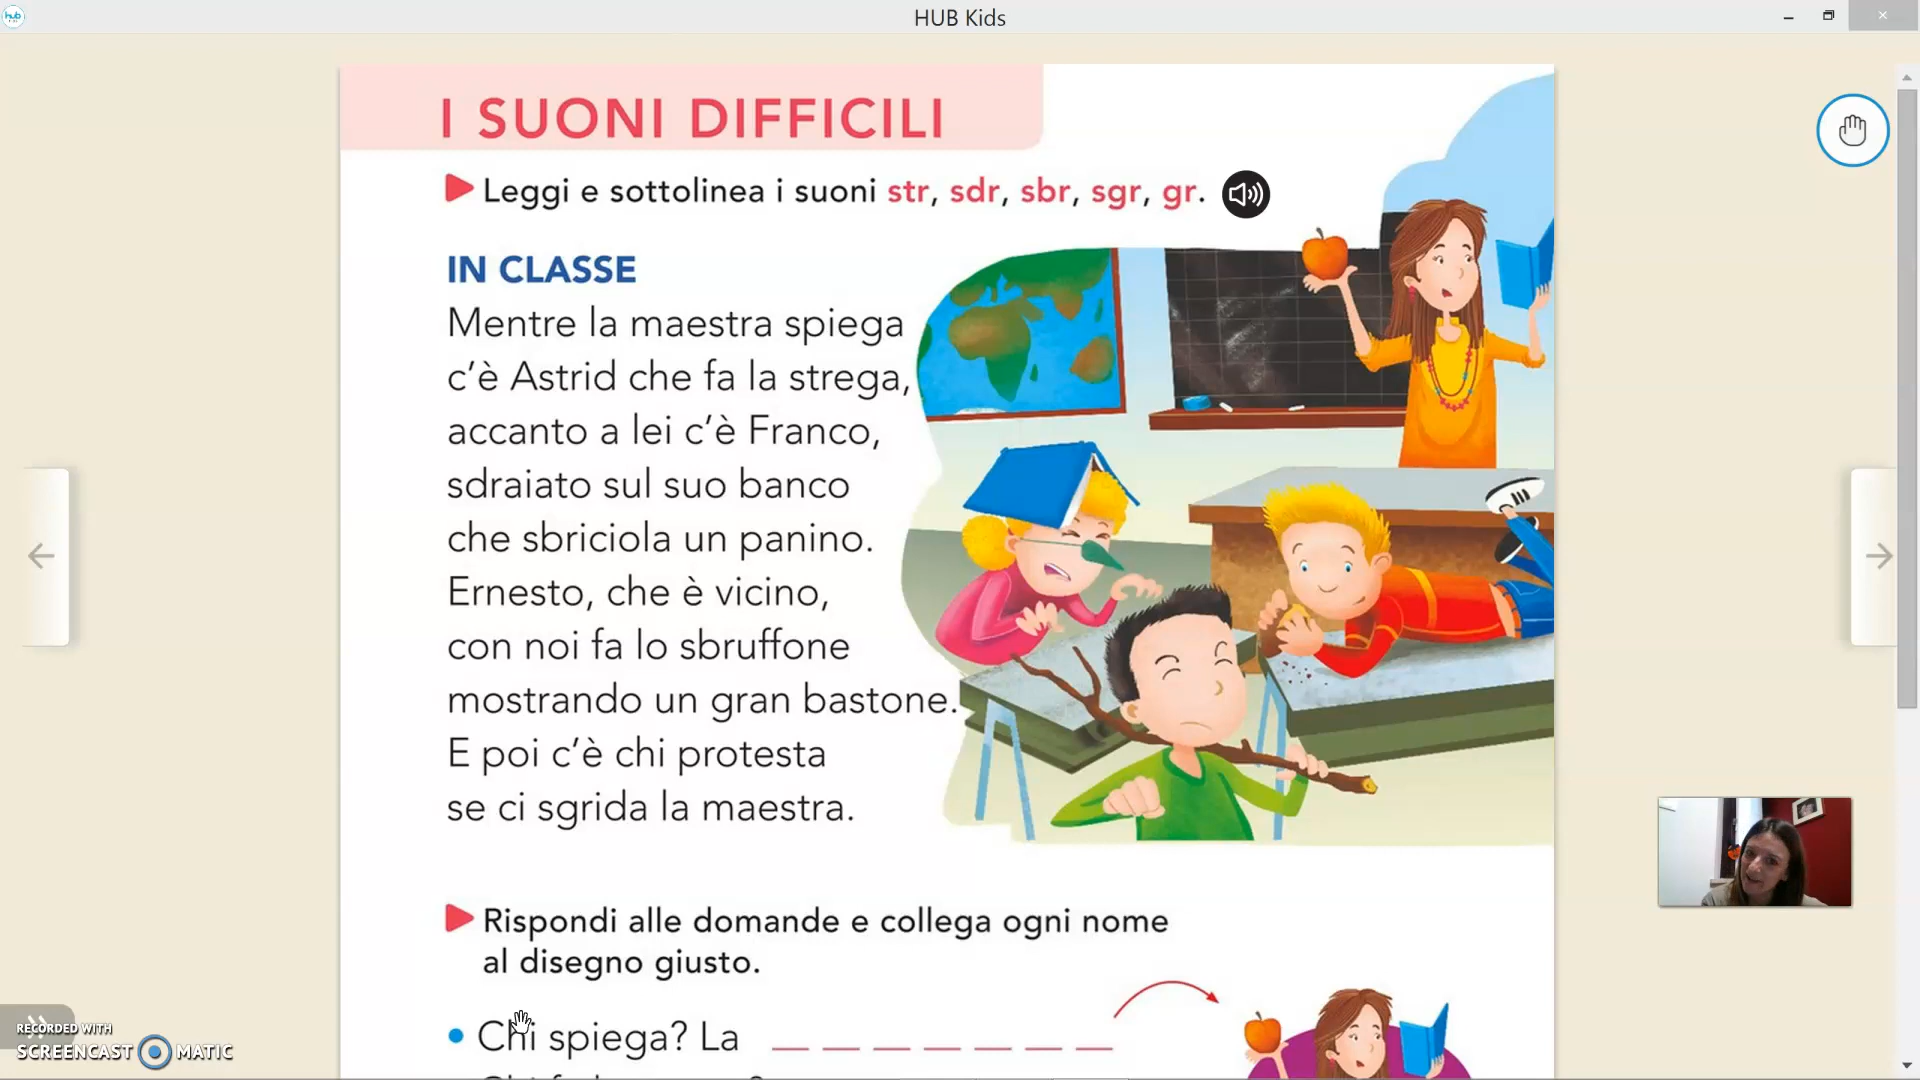 hub
HUB Kids
I SUONI DIFFICILI
Leggi e sottolinea i suoni str, sdr, sbr, sgr, gr.
IN CLASSE
Mentre la maestra spiega
c'è Astrid che fa la strega,
accanto a lei c'è Franco,
sdraiato sul suo banco
che sbriciola un panino.
Ernesto, che è vicino,
con noi fa lo sbruffone
mostrando un gran bastone.
E poi c'è chi protesta
se ci sgrida la maestra.
Rispondi alle domande e collega ogni nome
al disegno giusto.
• Chi spiega? La _ _ _ _ _ _ _
RECORDED WITH
SCREENCAST MATIC